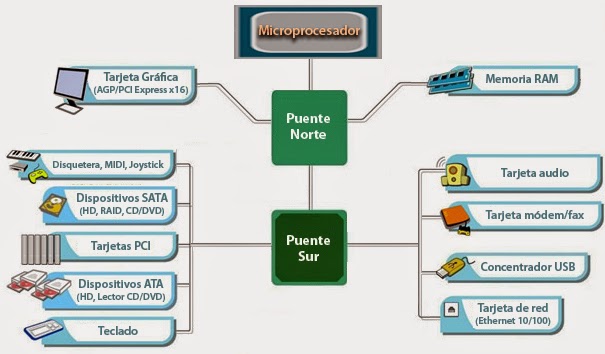 Microprocesador
Tarjeta Gráfica
(AGP/PCI Express x16)
Memoria RAM
Puente
Norte
Disquetera, MIDI, Joystick
Dispositivos SATA
(HD, RAID, CD/DVD)
Tarjetas PCI
Dispositivos ATA
(HD, Lector CD/DVD)
Teclado
Puente
Sur
Tarjeta audio
Tarjeta módem/fax
Concentrador USB
Tarjeta de red
(Ethernet 10/100)